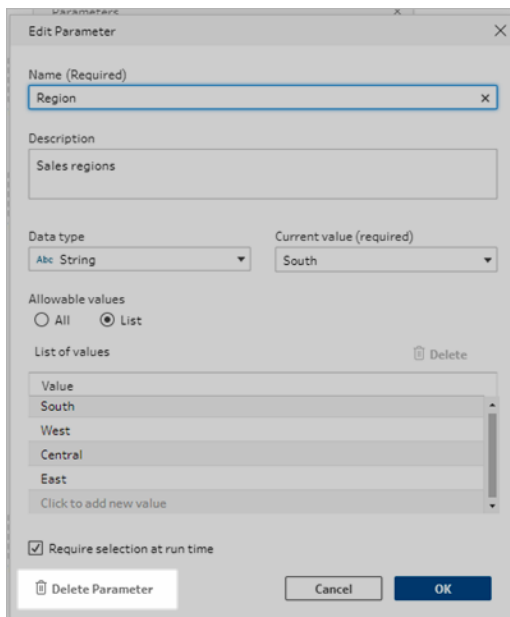 Parameters
Edit Parameter
Name (Required)
Region
Description
Sales regions
Data type
Current value (required)
Abc String
South
Allowable values
All
List
List of values
Delete
Value
South
West
Central
East
Click to add new value
Require selection at run time
Delete Parameter
Cancel
OK